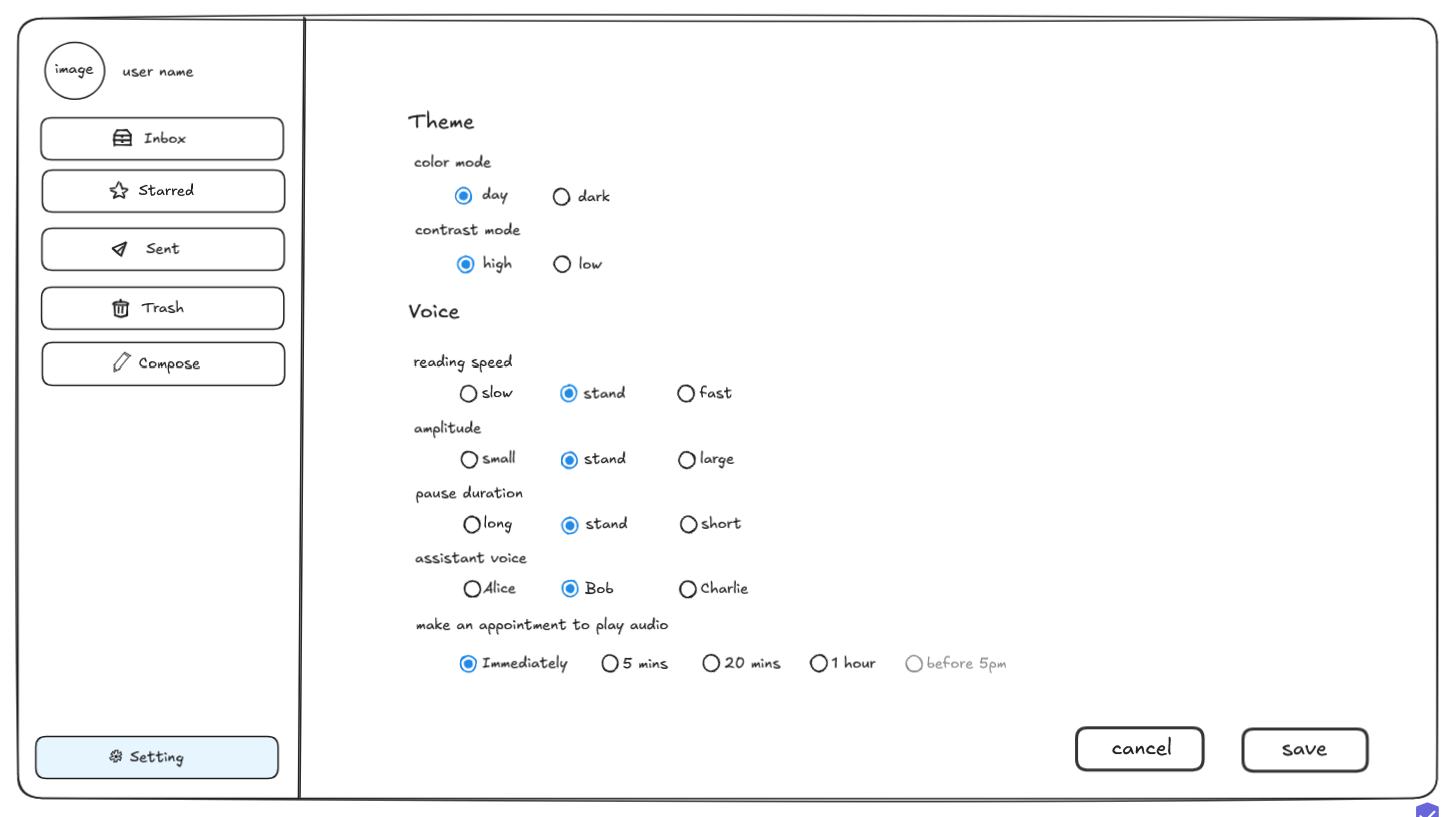 image
user name
Inbox
Starred
Sent
Trash
Compose
Setting
Theme
color mode
day dark
contrast mode
high low
Voice
reading speed
slow stand fast
amplitude
small stand large
pause duration
long stand short
assistant voice
Alice Bob Charlie
make an appointment to play audio
Immediately 5 mins 20 mins 1 hour before 5pm
cancel save